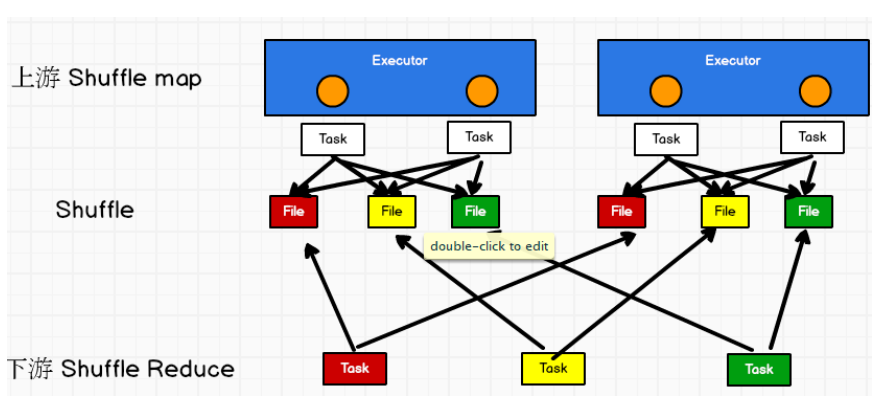 上游 Shuffle map
Executor
Executor
Task
Task
Task
Task
Shuffle
File
File
File
File
File
File
double-click to edit
下游 Shuffle Reduce
Task
Task
Task